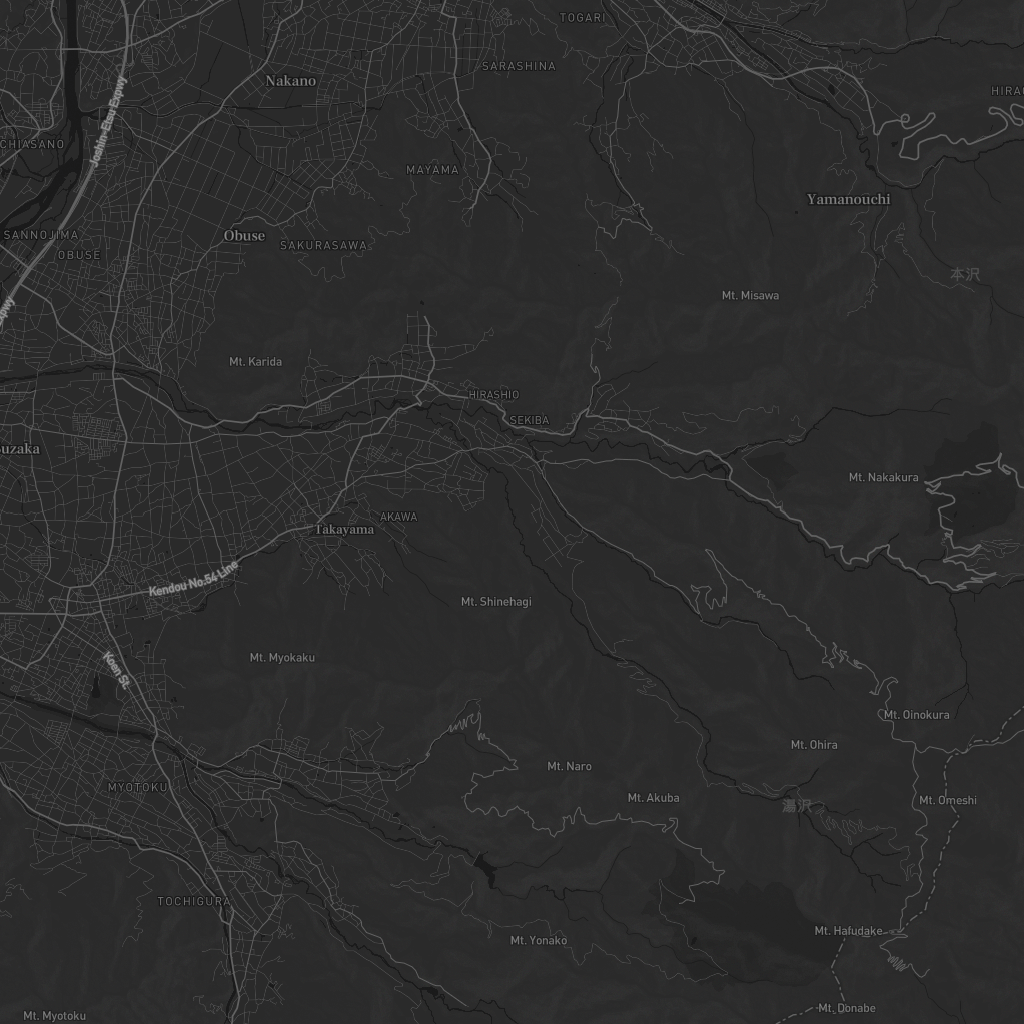 TOGARI
SARASHINA
Nakano
HIRAO
Joshin-Etsu Expwy
CHIASANO
MAYAMA
Yamanouchi
SANNOJIMA
Obuse
SAKURASAWA
OBUSE
本沢
Mt. Misawa
Expwy
Mt. Karida
HIRASHIO
SEKIBA
Suzaka
Mt. Nakakura
AKAWA
Takayama
Kendou No.54 Line
Mt. Shinehagi
Mt. Myokaku
Koen St
Mt. Oinokura
Mt. Ohira
Mt. Naro
Mt. Akuba
Mt. Omeshi
湯沢
MYOTOKU
TOCHIGURA
Mt. Hafudake
Mt. Yonako
Mt. Donabe
Mt. Myotoku